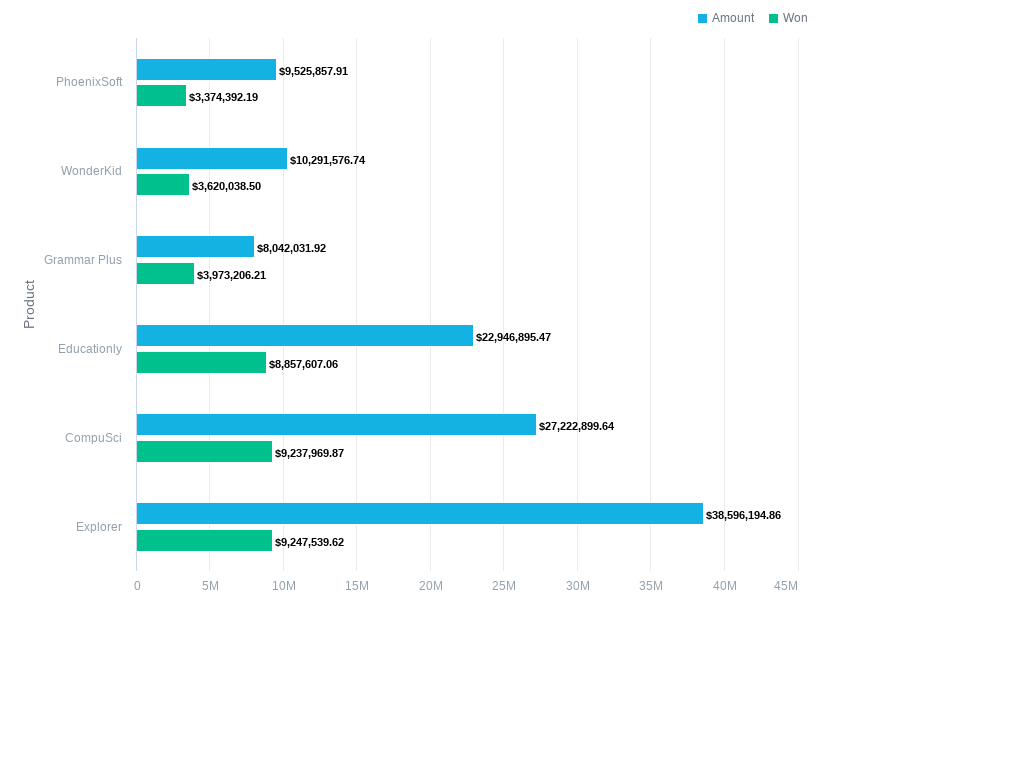 Amount Won
PhoenixSoft
$9,525,857.91
$3,374,392.19
WonderKid
$10,291,576.74
$3,620,038.50
Grammar Plus
$8,042,031.92
$3,973,206.21
Product
Educationly
$22,946,895.47
$8,857,607.06
CompuSci
$27,222,899.64
$9,237,969.87
Explorer
$38,596,194.86
$9,247,539.62
0 5M 10M 15M 20M 25M 30M 35M 40M 45M